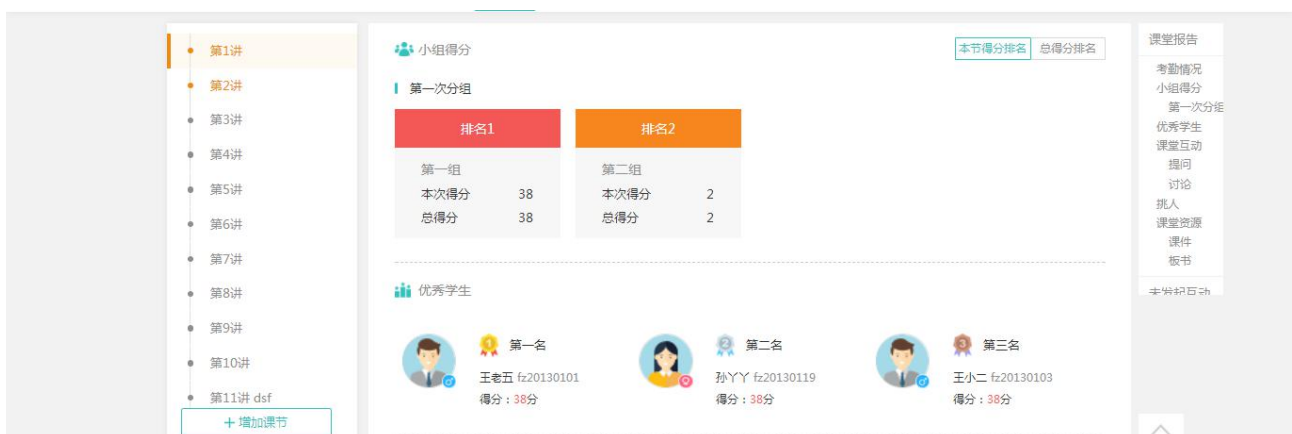 第1讲
第2讲
第3讲
第4讲
第5讲
第6讲
第7讲
第8讲
第9讲
第10讲
第11讲 dsf
+ 增加课节
小组得分
本节得分排名 总得分排名
第一次分组
排名1 排名2
第一组 第二组
本次得分 38 本次得分 2
总得分 38 总得分 2
优秀学生
1 第一名 2 第二名 3 第三名
王老五 fz20130101 孙丫丫 fz20130119 王小二 fz20130103
得分：38分 得分：38分 得分：38分
课堂报告
考勤情况
小组得分
第一次分组
优秀学生
课堂互动
提问
讨论
挑人
课堂资源
课件
板书
未发起互动